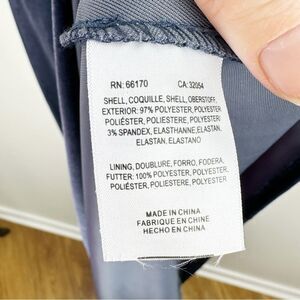 RN: 66170 CA: 32054
SHELL, COQUILLE, SHELL, OBERSTOFF,
EXTERIOR: 97% POLYESTER, POLYESTER,
POLIÉSTER, POLIESTERE, POLYESTER/
3% SPANDEX, ELASTHANNE, ELASTAN,
ELASTAN, ELASTANO
LINING, DOUBLURE, FORRO, FODERA,
FUTTER: 100% POLYESTER, POLYESTER,
POLIÉSTER, POLIESTERE, POLYESTER
MADE IN CHINA
FABRIQUE EN CHINE
HECHO EN CHINA